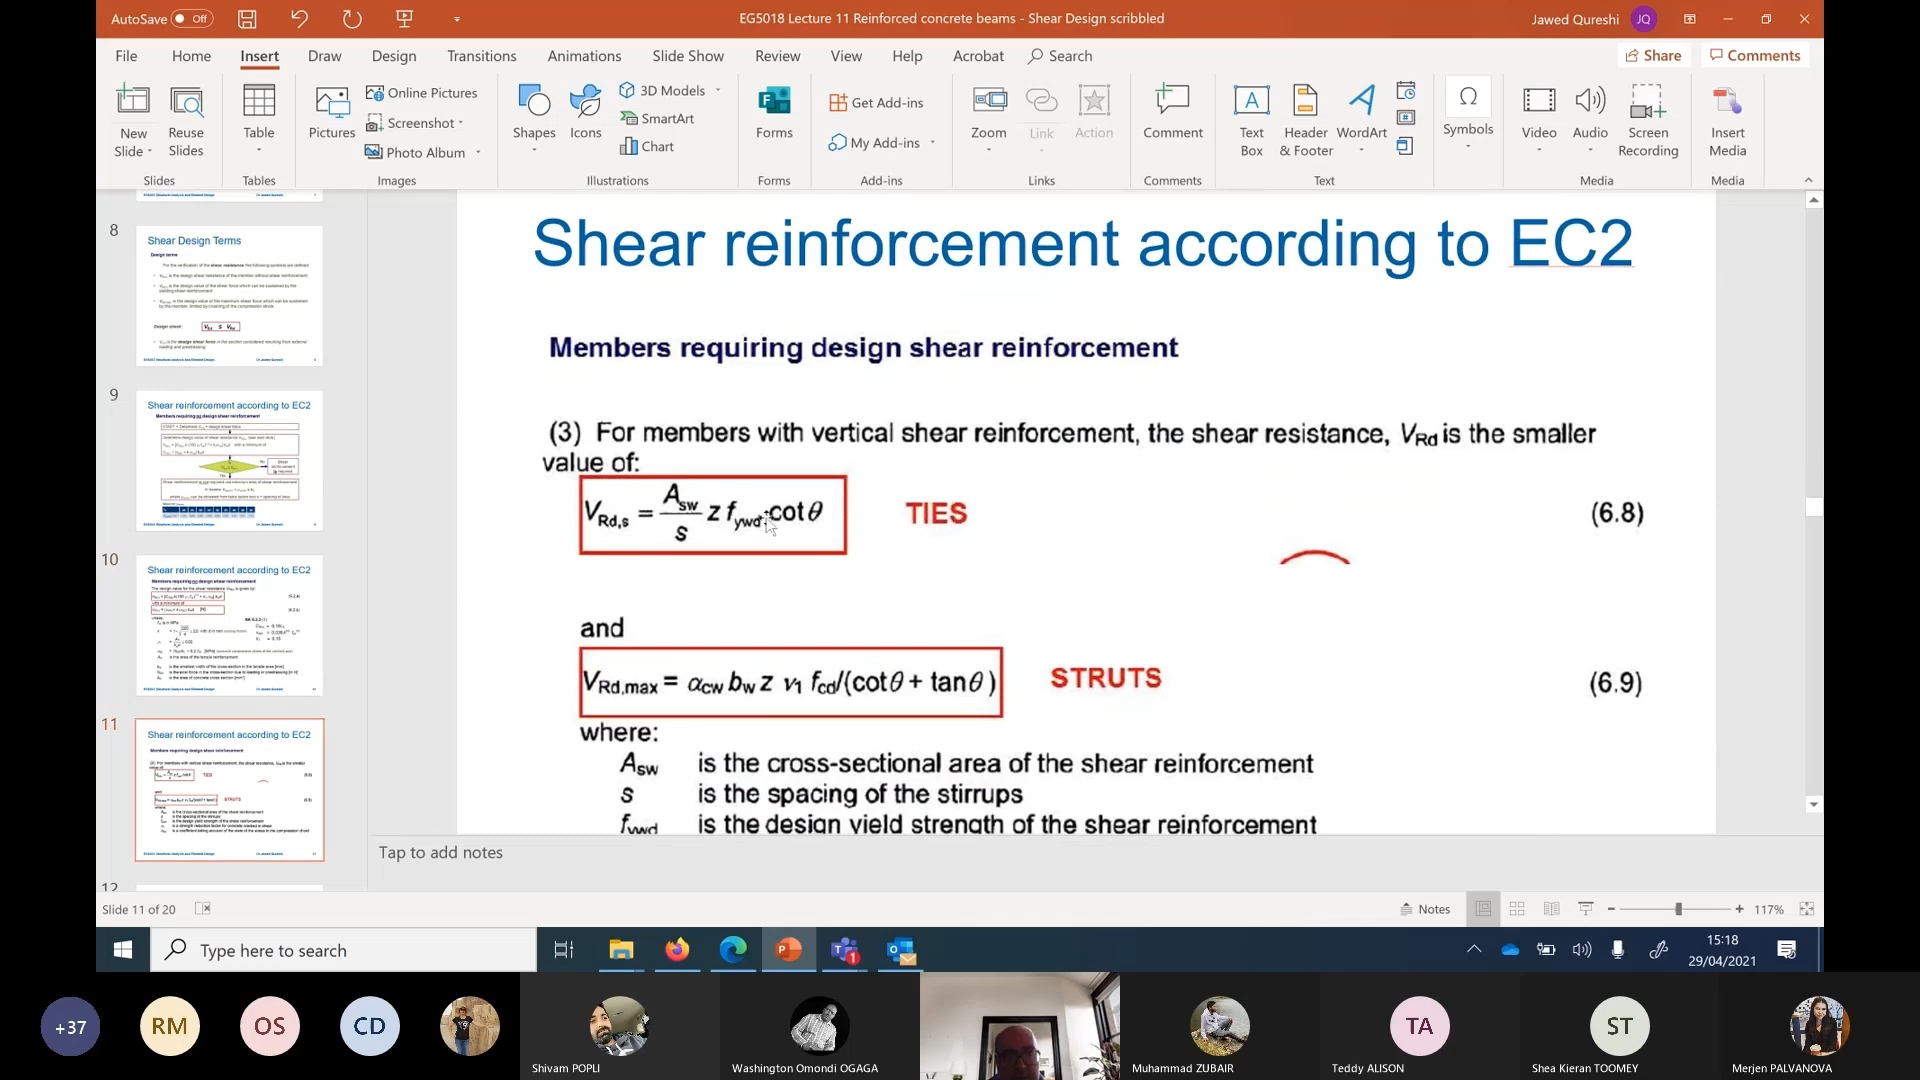 AutoSave Off
EG5018 Lecture 11 Reinforced concrete beams - Shear Design scribbled
Jawed Qureshi JQ
File Home Insert Draw Design Transitions Animations Slide Show Review View Help Acrobat Search
Share Comments
New Slide
Reuse Slides
Slides
Table
Tables
Pictures
Online Pictures
Screenshot
Photo Album
Images
Shapes
Icons
3D Models
SmartArt
Chart
Illustrations
Forms
Forms
Get Add-ins
My Add-ins
Add-ins
Zoom
Link
Action
Links
Comment
Comments
Text Box
Header & Footer
WordArt
Text
Symbols
Video
Audio
Screen Recording
Media
Insert Media
Media
8
Shear Design Terms
9
Shear reinforcement according to EC2
10
Shear reinforcement according to EC2
11
Shear reinforcement according to EC2
12
Shear reinforcement according to EC2
Members requiring design shear reinforcement
(3) For members with vertical shear reinforcement, the shear resistance, VRd is the smaller
value of:
VRd,s = Asw/s z fywd cotθ TIES (6.8)
and
VRd,max = αcw bw z ν1 fcd/(cotθ + tanθ) STRUTS (6.9)
where:
Asw is the cross-sectional area of the shear reinforcement
s is the spacing of the stirrups
fywd is the design yield strength of the shear reinforcement
Tap to add notes
Slide 11 of 20
Notes
117%
Type here to search
15:18
29/04/2021
+37
RM
OS
CD
Shivam POPLI
Washington Omondi OGAGA
Muhammad ZUBAIR
TA
Teddy ALISON
ST
Shea Kieran TOOMEY
Merjen PALVANOVA